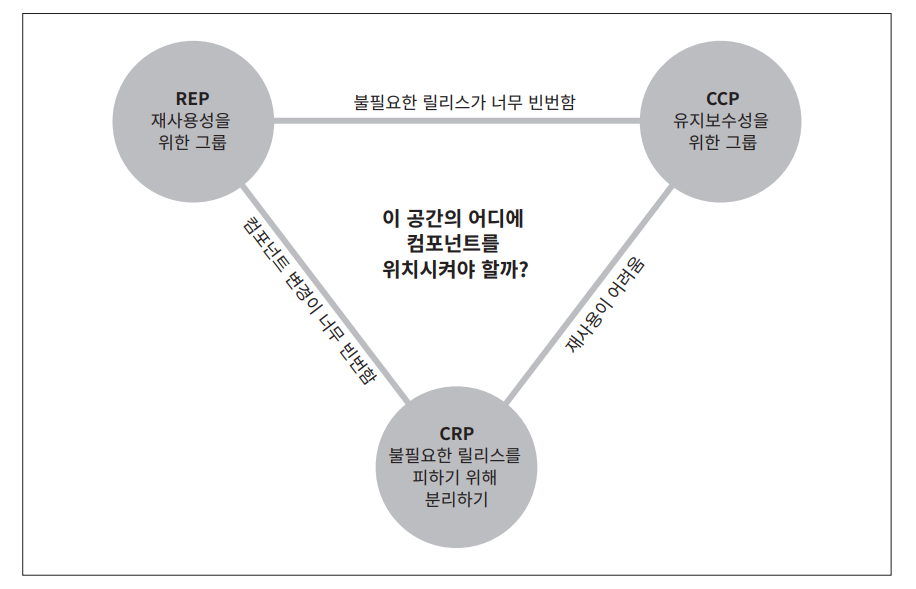 REP
재사용성을
위한 그룹
불필요한 릴리스가 너무 빈번함
CCP
유지보수성을
위한 그룹
이 공간의 어디에
컴포넌트를
위치시켜야 할까?
컴포넌트 변경이 너무 빈번함
재사용이 어려움
CRP
불필요한 릴리스를
피하기 위해
분리하기